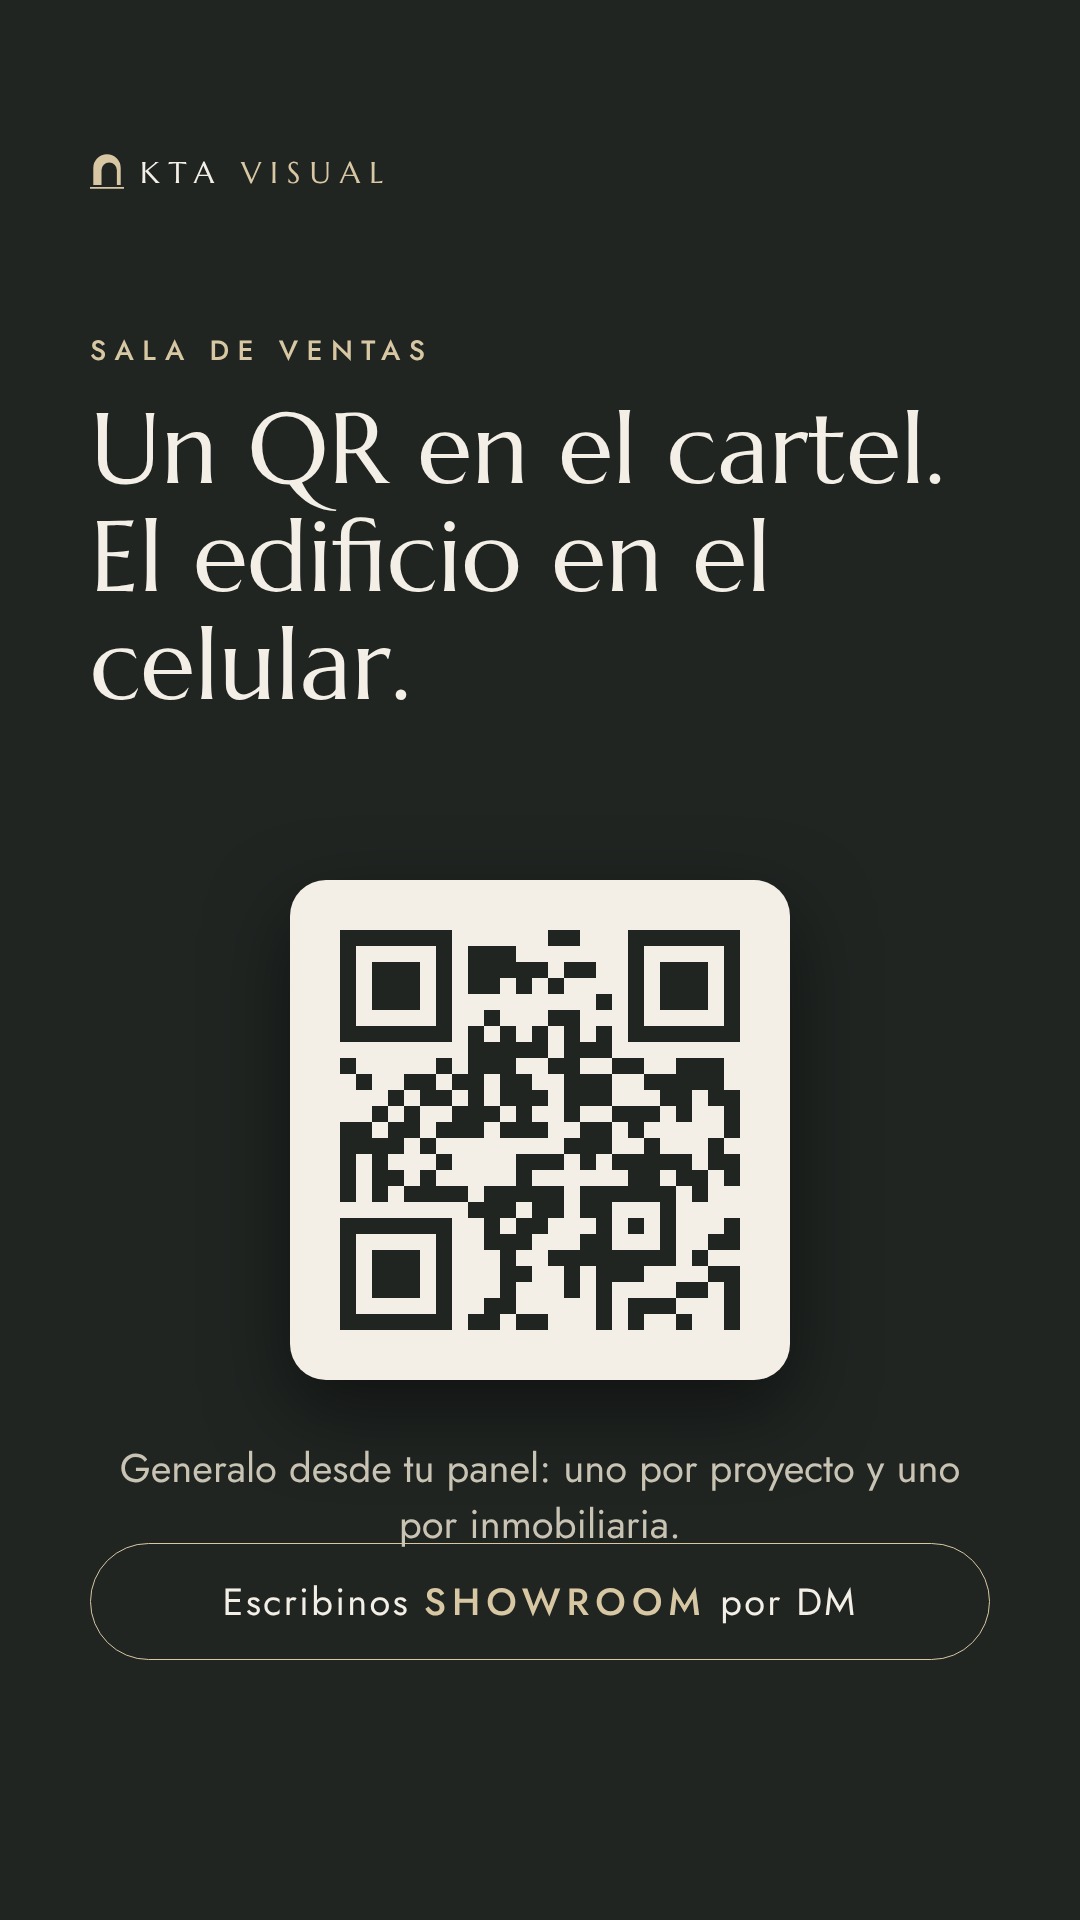 KTA VISUAL
SALA DE VENTAS
Un QR en el cartel.
El edificio en el
celular.
Generalo desde tu panel: uno por proyecto y uno
por inmobiliaria.
Escribinos SHOWROOM por DM